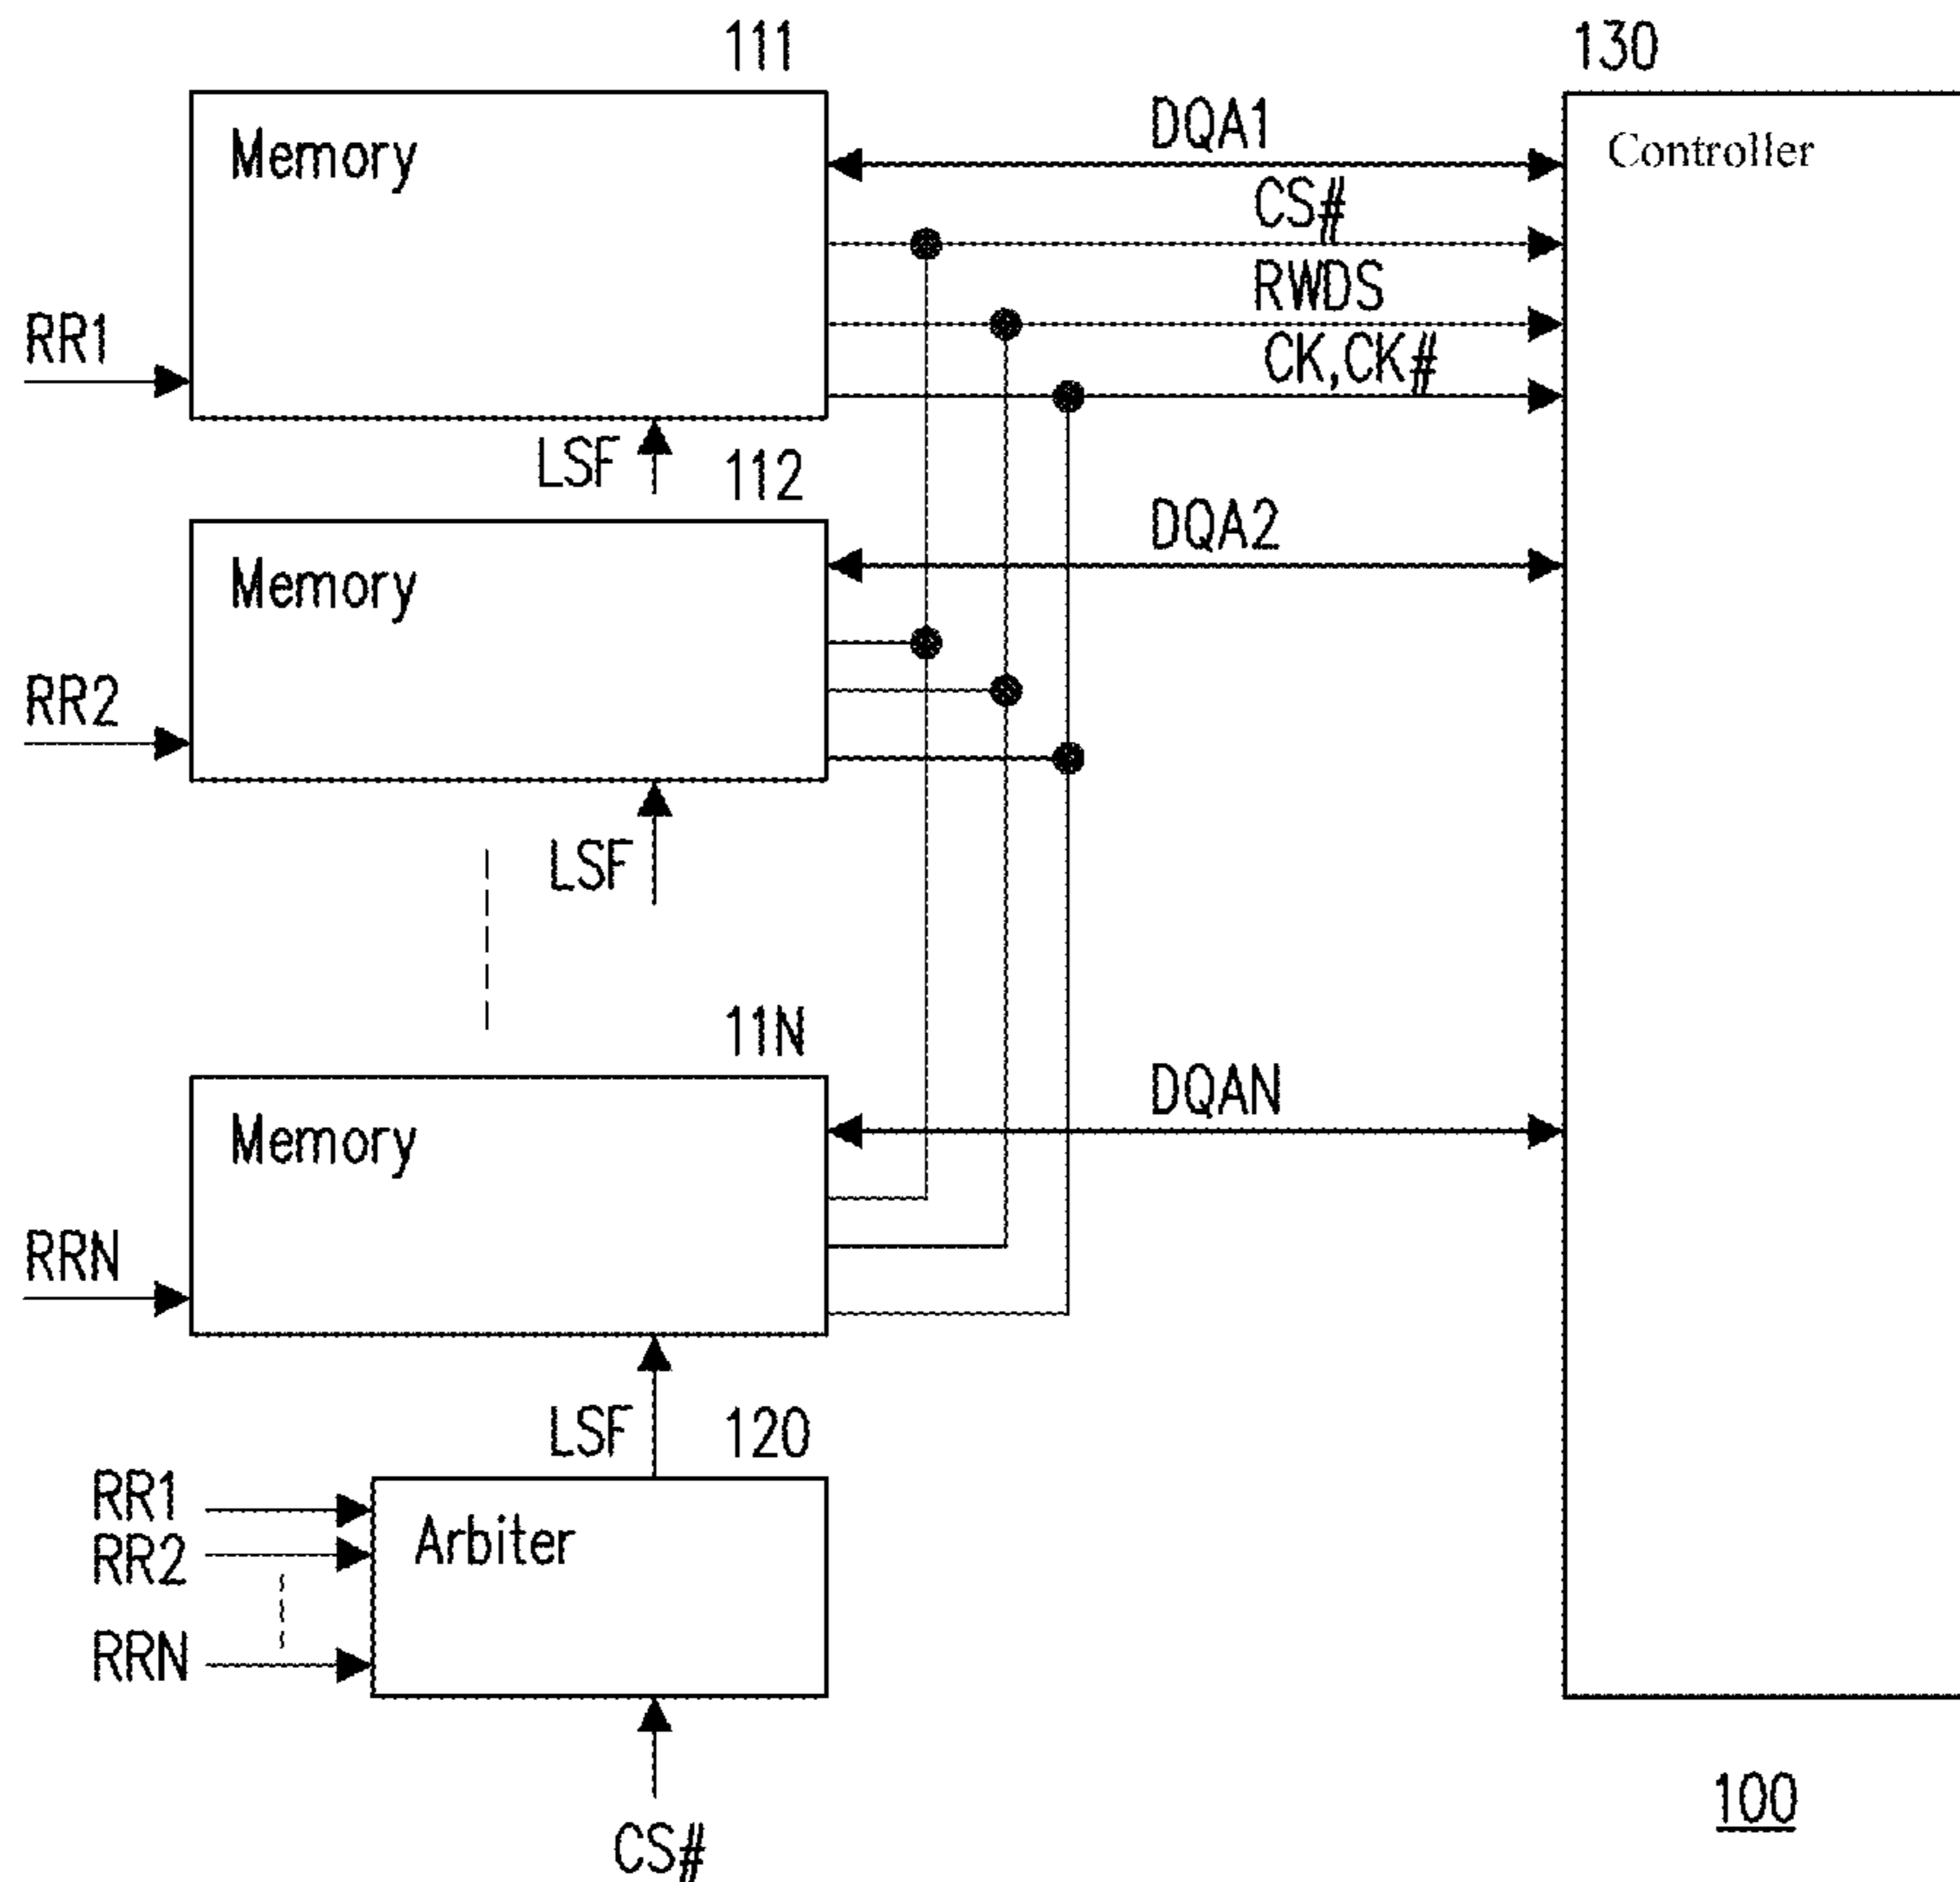 111
130
Memory
DQA1
Controller
CS#
RWDS
RR1
CK,CK#
LSF
112
DQA2
Memory
RR2
LSF
11N
DQAN
Memory
RRN
LSF
120
RR1
Arbiter
RR2
RRN
100
CS#